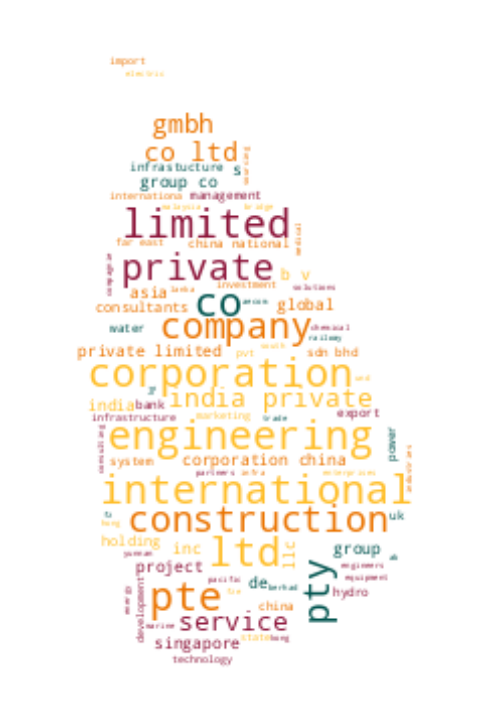 import
electric
gmbh
co ltd
infrastucture s
group co
internationa management
malaysia bridge
limited
far east china national
medical
private
b v
investment
asia lanka solutions
co aecom
consultants global
water company chemical
railway
south
private limited pvt sdn bhd
corporation
india private
india bank
infrastructure marketing trade export
engineering
consulting
power
industries
system corporation china
partners infra enterprises
international
construction uk
hong
holding inc ltd llc group
yunnan
project engineers
pacific equipment
de berhad hydro
energy
development
pte pty
china
service
marine
state hong
singapore
technology